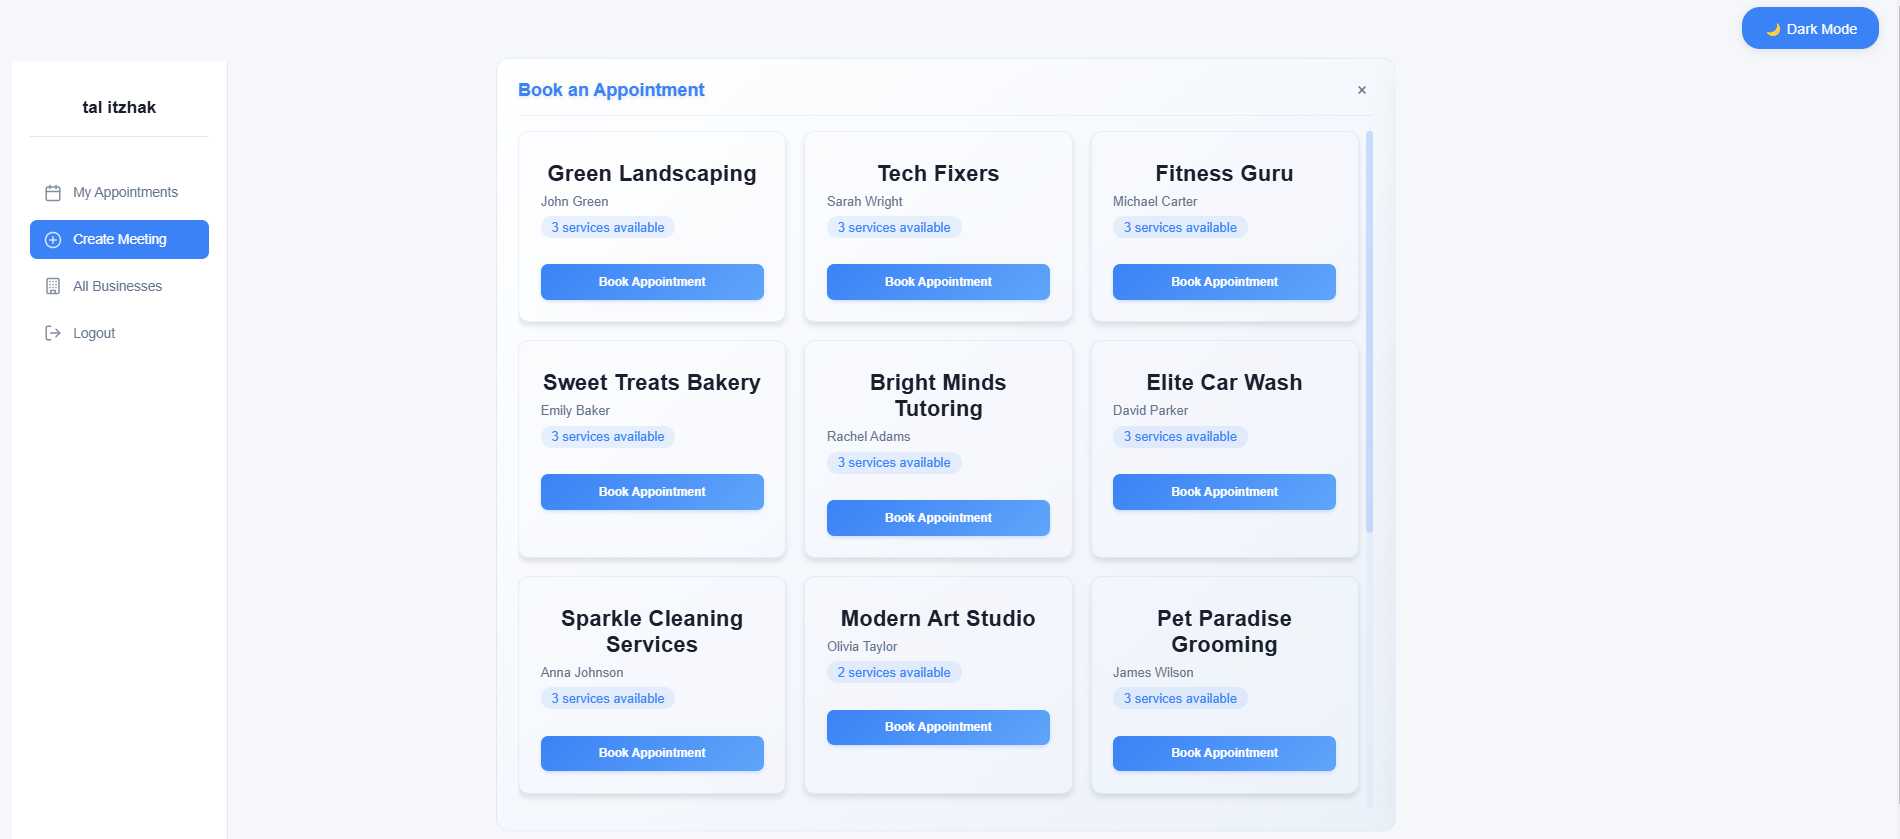 🌙 Dark Mode
tal itzhak
My Appointments
Create Meeting
All Businesses
Logout
Book an Appointment
×
Green Landscaping
John Green
3 services available
Book Appointment
Tech Fixers
Sarah Wright
3 services available
Book Appointment
Fitness Guru
Michael Carter
3 services available
Book Appointment
Sweet Treats Bakery
Emily Baker
3 services available
Book Appointment
Bright Minds
Tutoring
Rachel Adams
3 services available
Book Appointment
Elite Car Wash
David Parker
3 services available
Book Appointment
Sparkle Cleaning
Services
Anna Johnson
3 services available
Book Appointment
Modern Art Studio
Olivia Taylor
2 services available
Book Appointment
Pet Paradise
Grooming
James Wilson
3 services available
Book Appointment